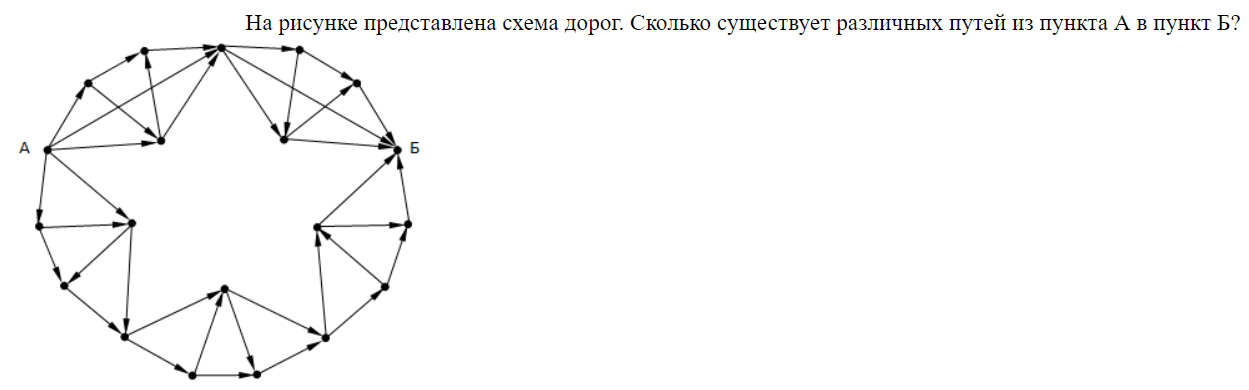 На рисунке представлена схема дорог. Сколько существует различных путей из пункта А в пункт Б?
А
Б